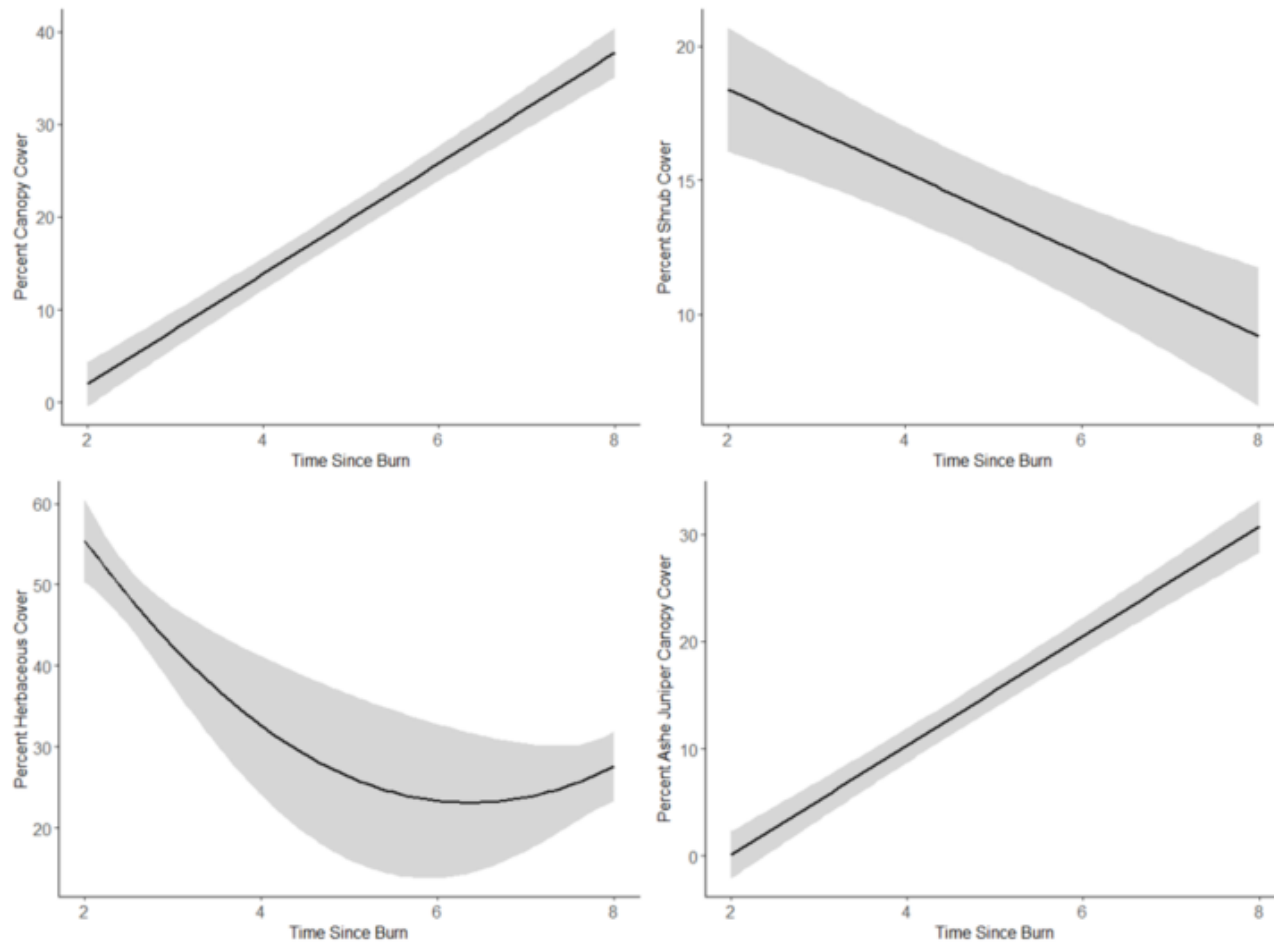 Percent Canopy Cover
40
30
20
10
0
2 4 6 8
Time Since Burn
Percent Shrub Cover
20
15
10
2 4 6 8
Time Since Burn
Percent Herbaceous Cover
60
50
40
30
20
2 4 6 8
Time Since Burn
Percent Ashe Juniper Canopy Cover
30
20
10
0
2 4 6 8
Time Since Burn